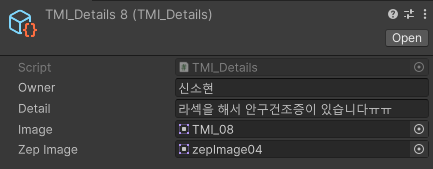 TMI_Details 8 (TMI_Details)
Open
Script TMI_Details
Owner 신소현
Detail 라섹을 해서 안구건조증이 있습니다ㅠㅠ
Image TMI_08
Zep Image zepImage04